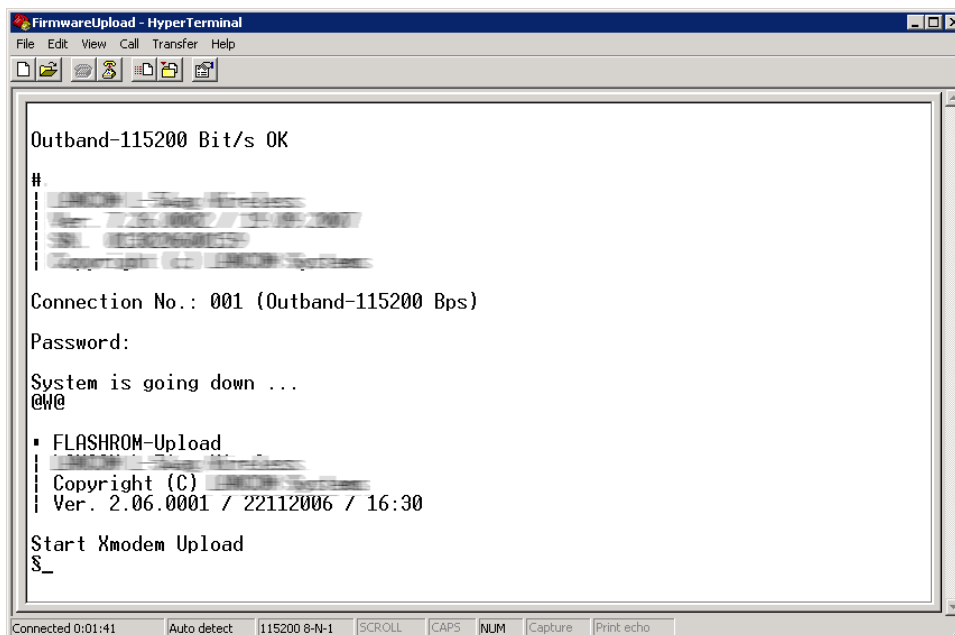 FirmwareUpload - HyperTerminal
File Edit View Call Transfer Help
Outband-115200 Bit/s OK
#
Connection No.: 001 (Outband-115200 Bps)
Password:
System is going down ...
@W@
FLASHROM-Upload
| Copyright (C)
| Ver. 2.06.0001 / 22112006 / 16:30
Start Xmodem Upload
§_
Connected 0:01:41 Auto detect 115200 8-N-1 SCROLL CAPS NUM Capture Print echo